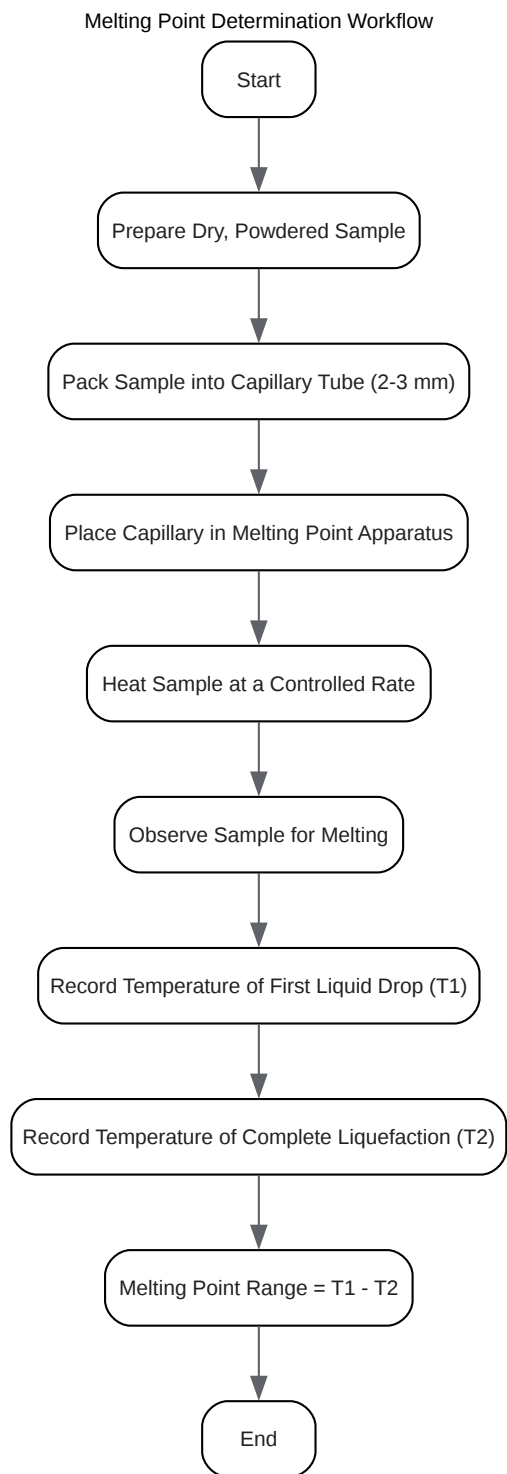 Melting Point Determination Workflow
Start
Prepare Dry, Powdered Sample
Pack Sample into Capillary Tube (2-3 mm)
Place Capillary in Melting Point Apparatus
Heat Sample at a Controlled Rate
Observe Sample for Melting
Record Temperature of First Liquid Drop (T1)
Record Temperature of Complete Liquefaction (T2)
Melting Point Range = T1 - T2
End